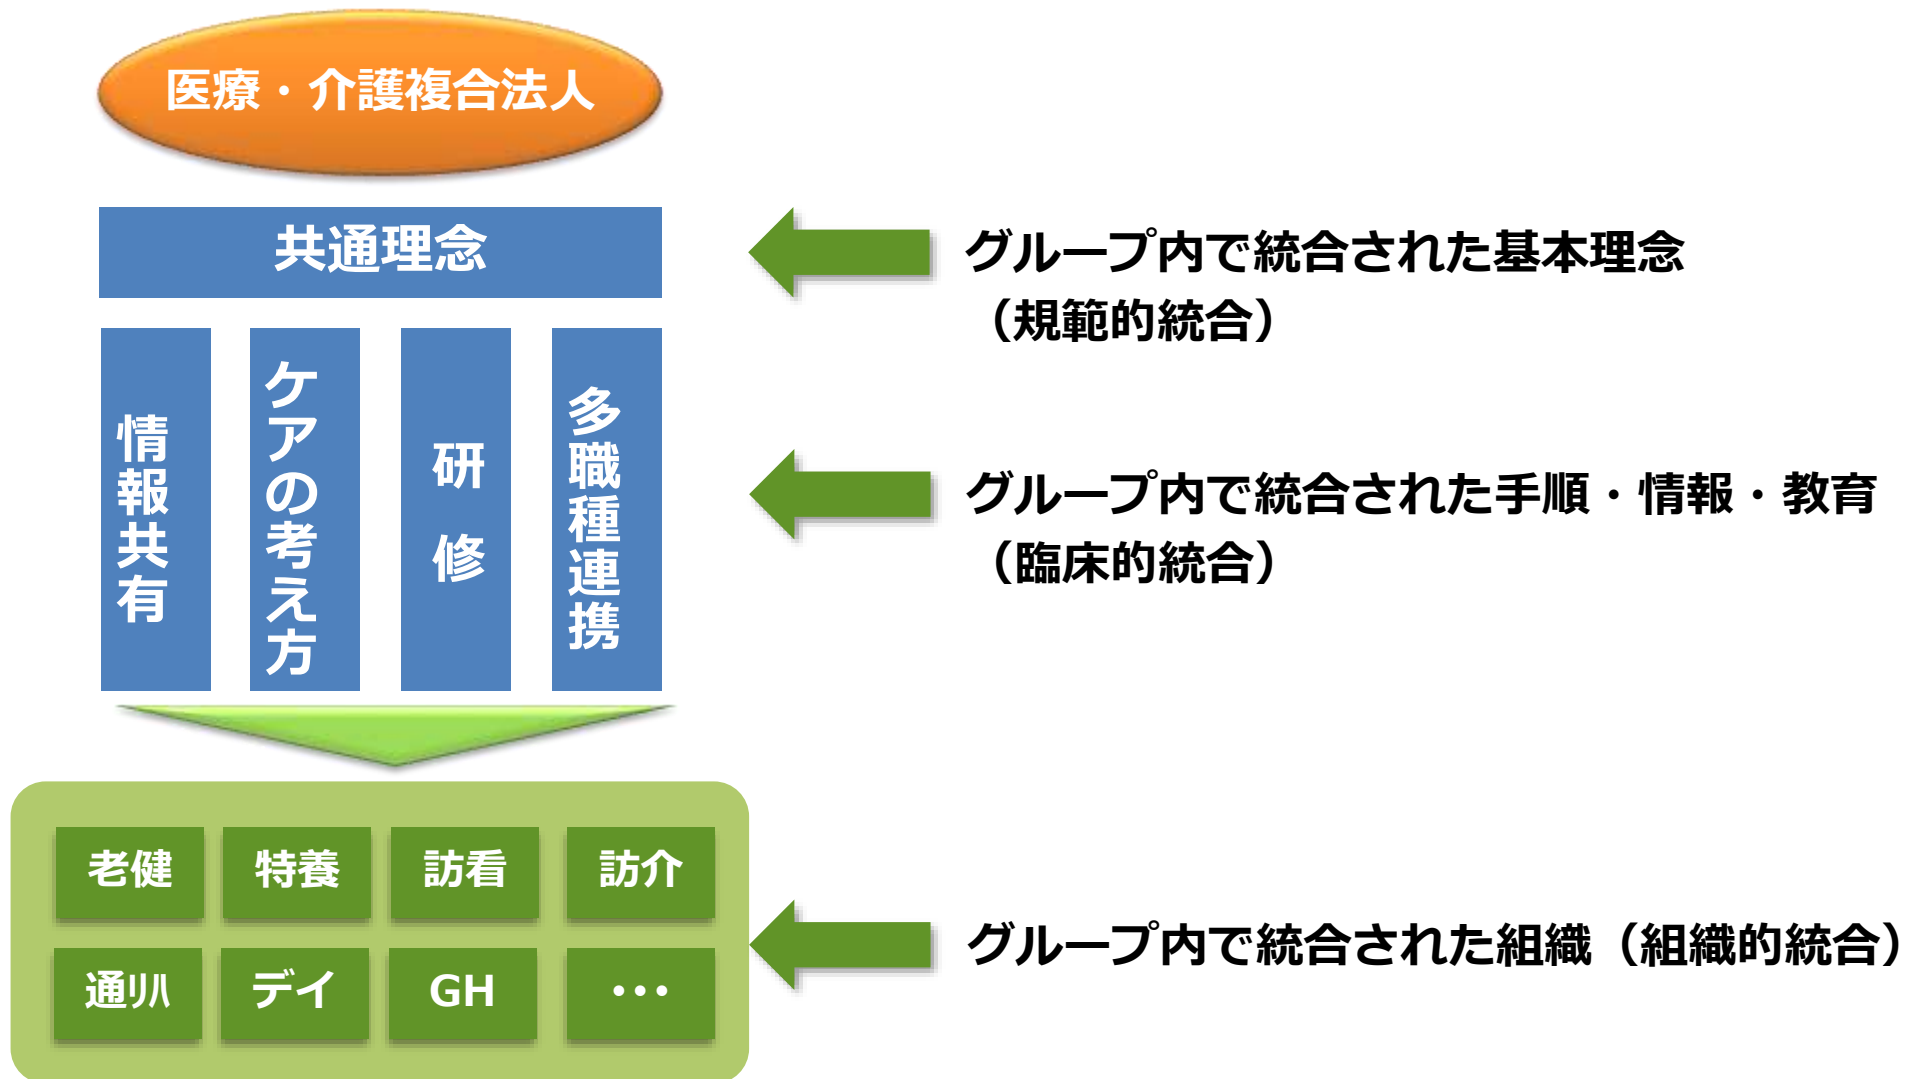 医療・介護複合法人
共通理念
グループ内で統合された基本理念
（規範的統合）
情報共有
ケアの考え方
研修
多職種連携
グループ内で統合された手順・情報・教育
（臨床的統合）
老健
特養
訪看
訪介
通ﾘﾊ
デイ
GH
･･･
グループ内で統合された組織（組織的統合）